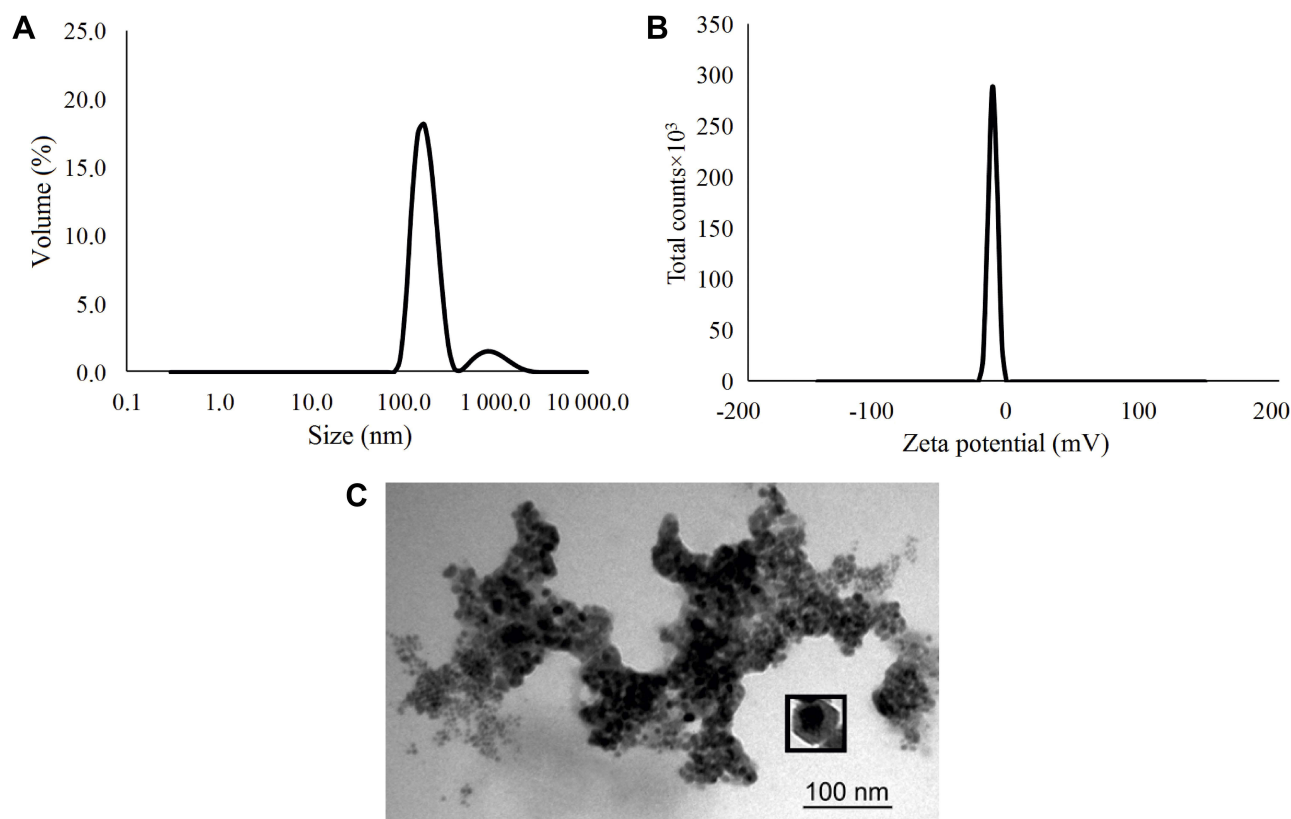 A
25.0
20.0
15.0
10.0
5.0
0.0
Volume (%)
0.1 1.0 10.0 100.0 1 000.0 10 000.0
Size (nm)
B
350
300
250
200
150
100
50
0
Total counts×10³
-200 -100 0 100 200
Zeta potential (mV)
C
100 nm